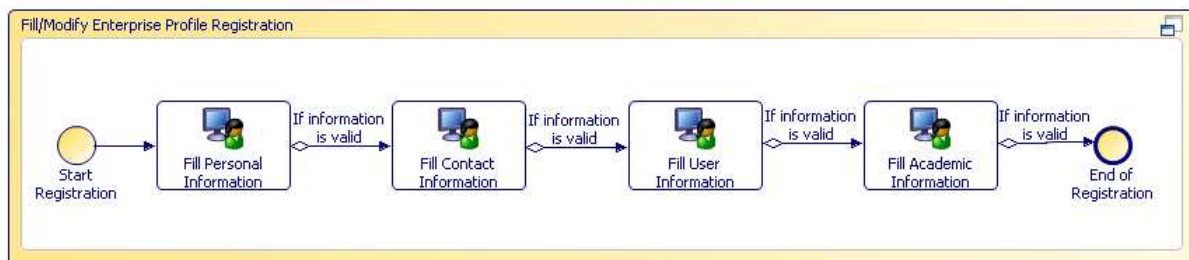 Fill/Modify Enterprise Profile Registration
Start
Registration
Fill Personal
Information
If information
is valid
Fill Contact
Information
If information
is valid
Fill User
Information
If information
is valid
Fill Academic
Information
If information
is valid
End of
Registration